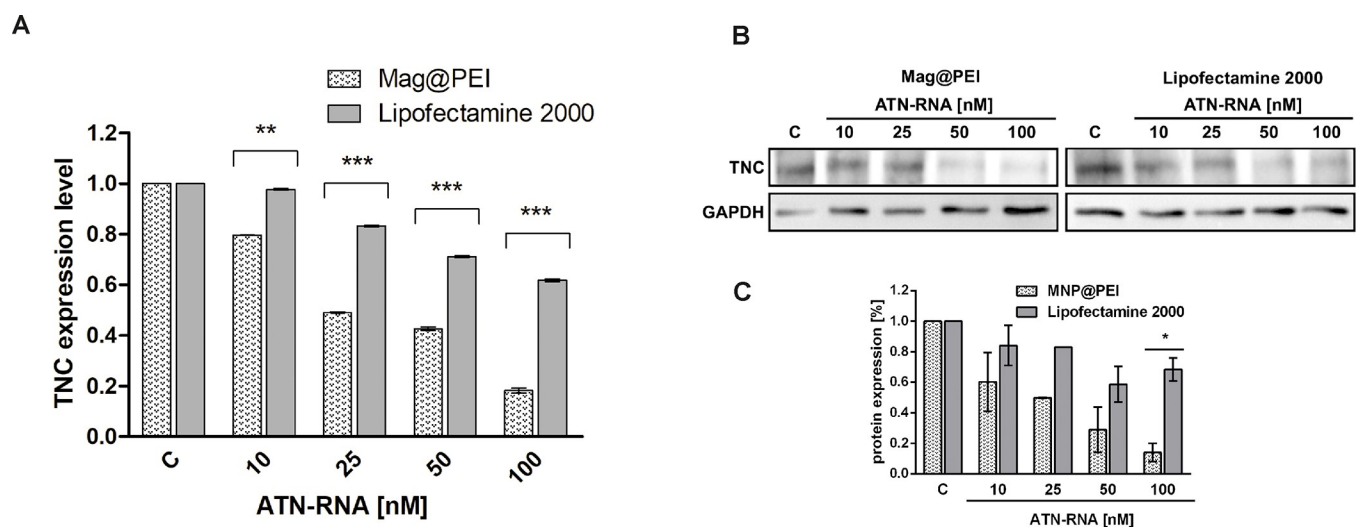 A
Mag@PEI
Lipofectamine 2000
TNC expression level
1.2
1.0
0.8
0.6
0.4
0.2
0.0
**
***
***
***
C 10 25 50 100
ATN-RNA [nM]
B
Mag@PEI Lipofectamine 2000
ATN-RNA [nM] ATN-RNA [nM]
C 10 25 50 100 C 10 25 50 100
TNC
GAPDH
C
MNP@PEI
Lipofectamine 2000
protein expression [%]
1.2
1.0
0.8
0.6
0.4
0.2
0.0
*
C 10 25 50 100
ATN-RNA [nM]